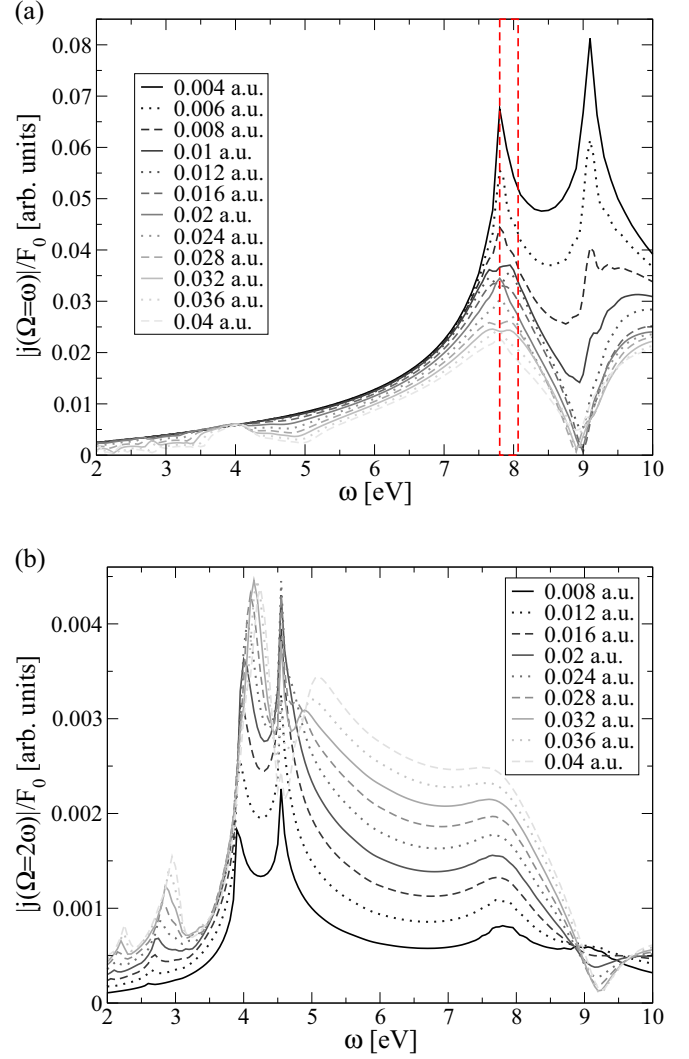 (a)
0.08
0.07
0.06
0.05
0.04
0.03
0.02
0.01
0
|j(Ω=ω)|/F₀ [arb. units]
0.004 a.u.
0.006 a.u.
0.008 a.u.
0.01 a.u.
0.012 a.u.
0.016 a.u.
0.02 a.u.
0.024 a.u.
0.028 a.u.
0.032 a.u.
0.036 a.u.
0.04 a.u.
2 3 4 5 6 7 8 9 10
ω [eV]
(b)
0.004
0.003
0.002
0.001
0
|j(Ω=2ω)|/F₀ [arb. units]
0.008 a.u.
0.012 a.u.
0.016 a.u.
0.02 a.u.
0.024 a.u.
0.028 a.u.
0.032 a.u.
0.036 a.u.
0.04 a.u.
2 3 4 5 6 7 8 9 10
ω [eV]